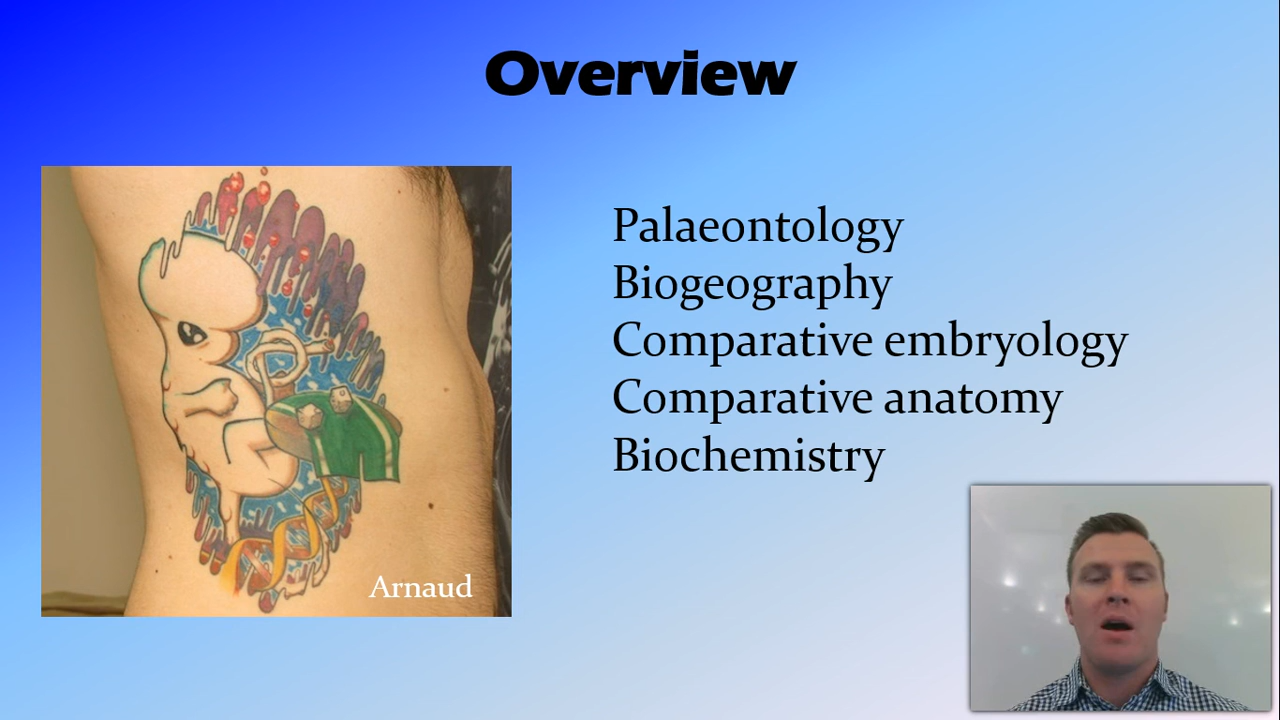 Overview
Palaeontology
Biogeography
Comparative embryology
Comparative anatomy
Biochemistry
Arnaud